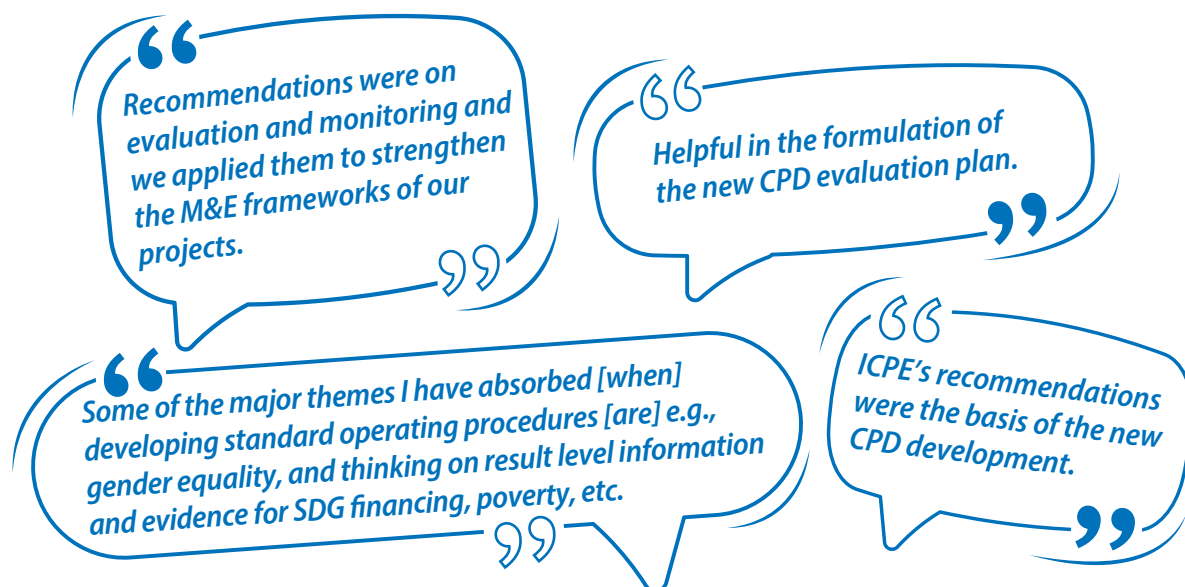 Recommendations were on
evaluation and monitoring and
we applied them to strengthen
the M&E frameworks of our
projects.
Helpful in the formulation of
the new CPD evaluation plan.
Some of the major themes I have absorbed [when]
developing standard operating procedures [are] e.g.,
gender equality, and thinking on result level information
and evidence for SDG financing, poverty, etc.
ICPE’s recommendations
were the basis of the new
CPD development.